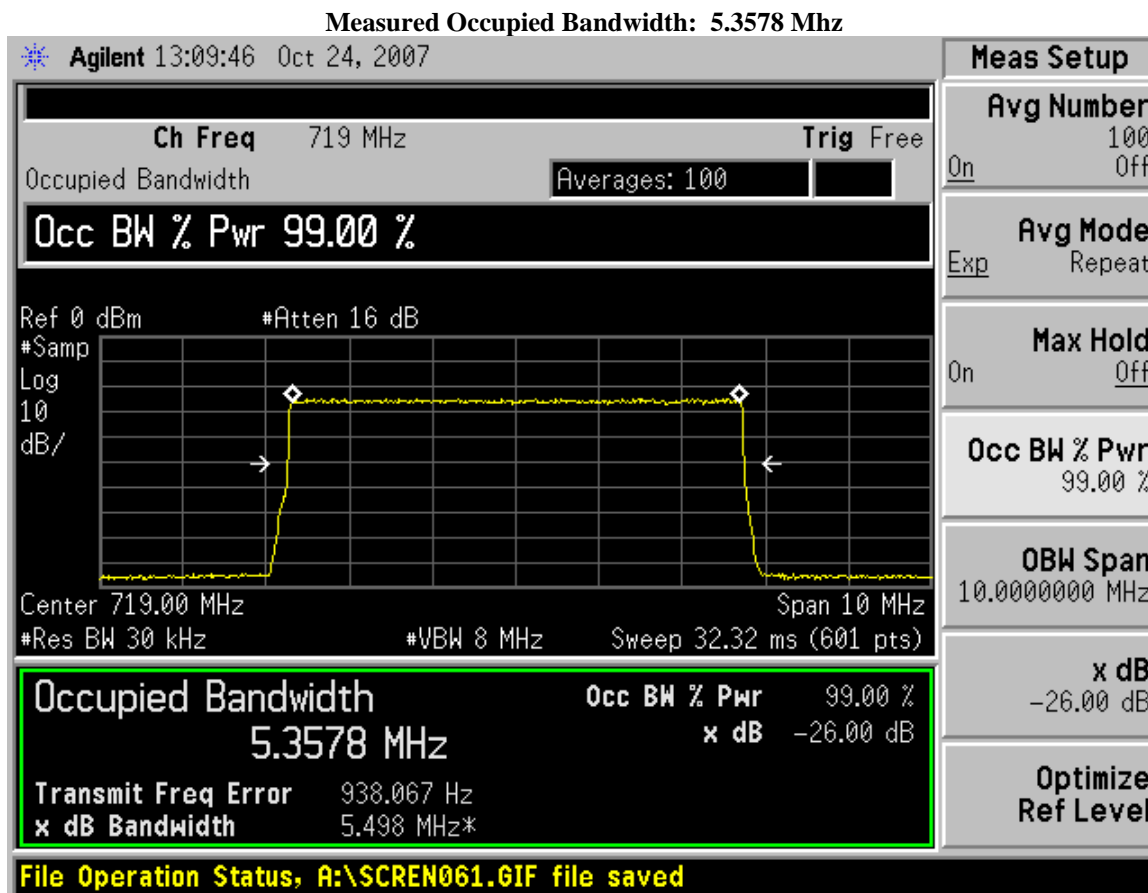 Measured Occupied Bandwidth: 5.3578 Mhz
Agilent 13:09:46 Oct 24, 2007
Meas Setup
Ch Freq 719 MHz Trig Free
Occupied Bandwidth Averages: 100
Occ BW % Pwr 99.00 %
Ref 0 dBm #Atten 16 dB
#Samp
Log
10
dB/
Center 719.00 MHz Span 10 MHz
#Res BW 30 kHz #VBW 8 MHz Sweep 32.32 ms (601 pts)
Occupied Bandwidth Occ BW % Pwr 99.00 %
5.3578 MHz x dB -26.00 dB
Transmit Freq Error 938.067 Hz
x dB Bandwidth 5.498 MHz*
File Operation Status, A:\SCREN061.GIF file saved
Avg Number
100
On Off
Avg Mode
Exp Repeat
Max Hold
On Off
Occ BW % Pwr
99.00 %
OBW Span
10.0000000 MHz
x dB
-26.00 dB
Optimize
Ref Level